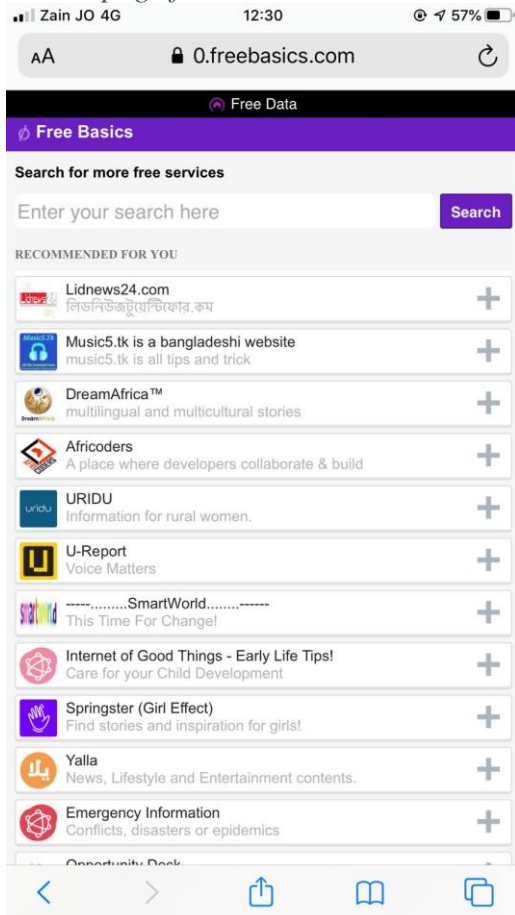 Zain JO 4G 12:30 57%
AA 0.freebasics.com
Free Data
Free Basics
Search for more free services
Enter your search here Search
RECOMMENDED FOR YOU
Lidnews24.com
লিডনিউজটুয়েন্টিফোর.কম
Music5.tk is a bangladeshi website
music5.tk is all tips and trick
DreamAfrica™
multilingual and multicultural stories
Africoders
A place where developers collaborate & build
uridu
URIDU
Information for rural women.
U
U-Report
Voice Matters
smartworld
-----.........SmartWorld........------
This Time For Change!
Internet of Good Things - Early Life Tips!
Care for your Child Development
Springster (Girl Effect)
Find stories and inspiration for girls!
يلا
Yalla
News, Lifestyle and Entertainment contents.
Emergency Information
Conflicts, disasters or epidemics
Opportunity Desk